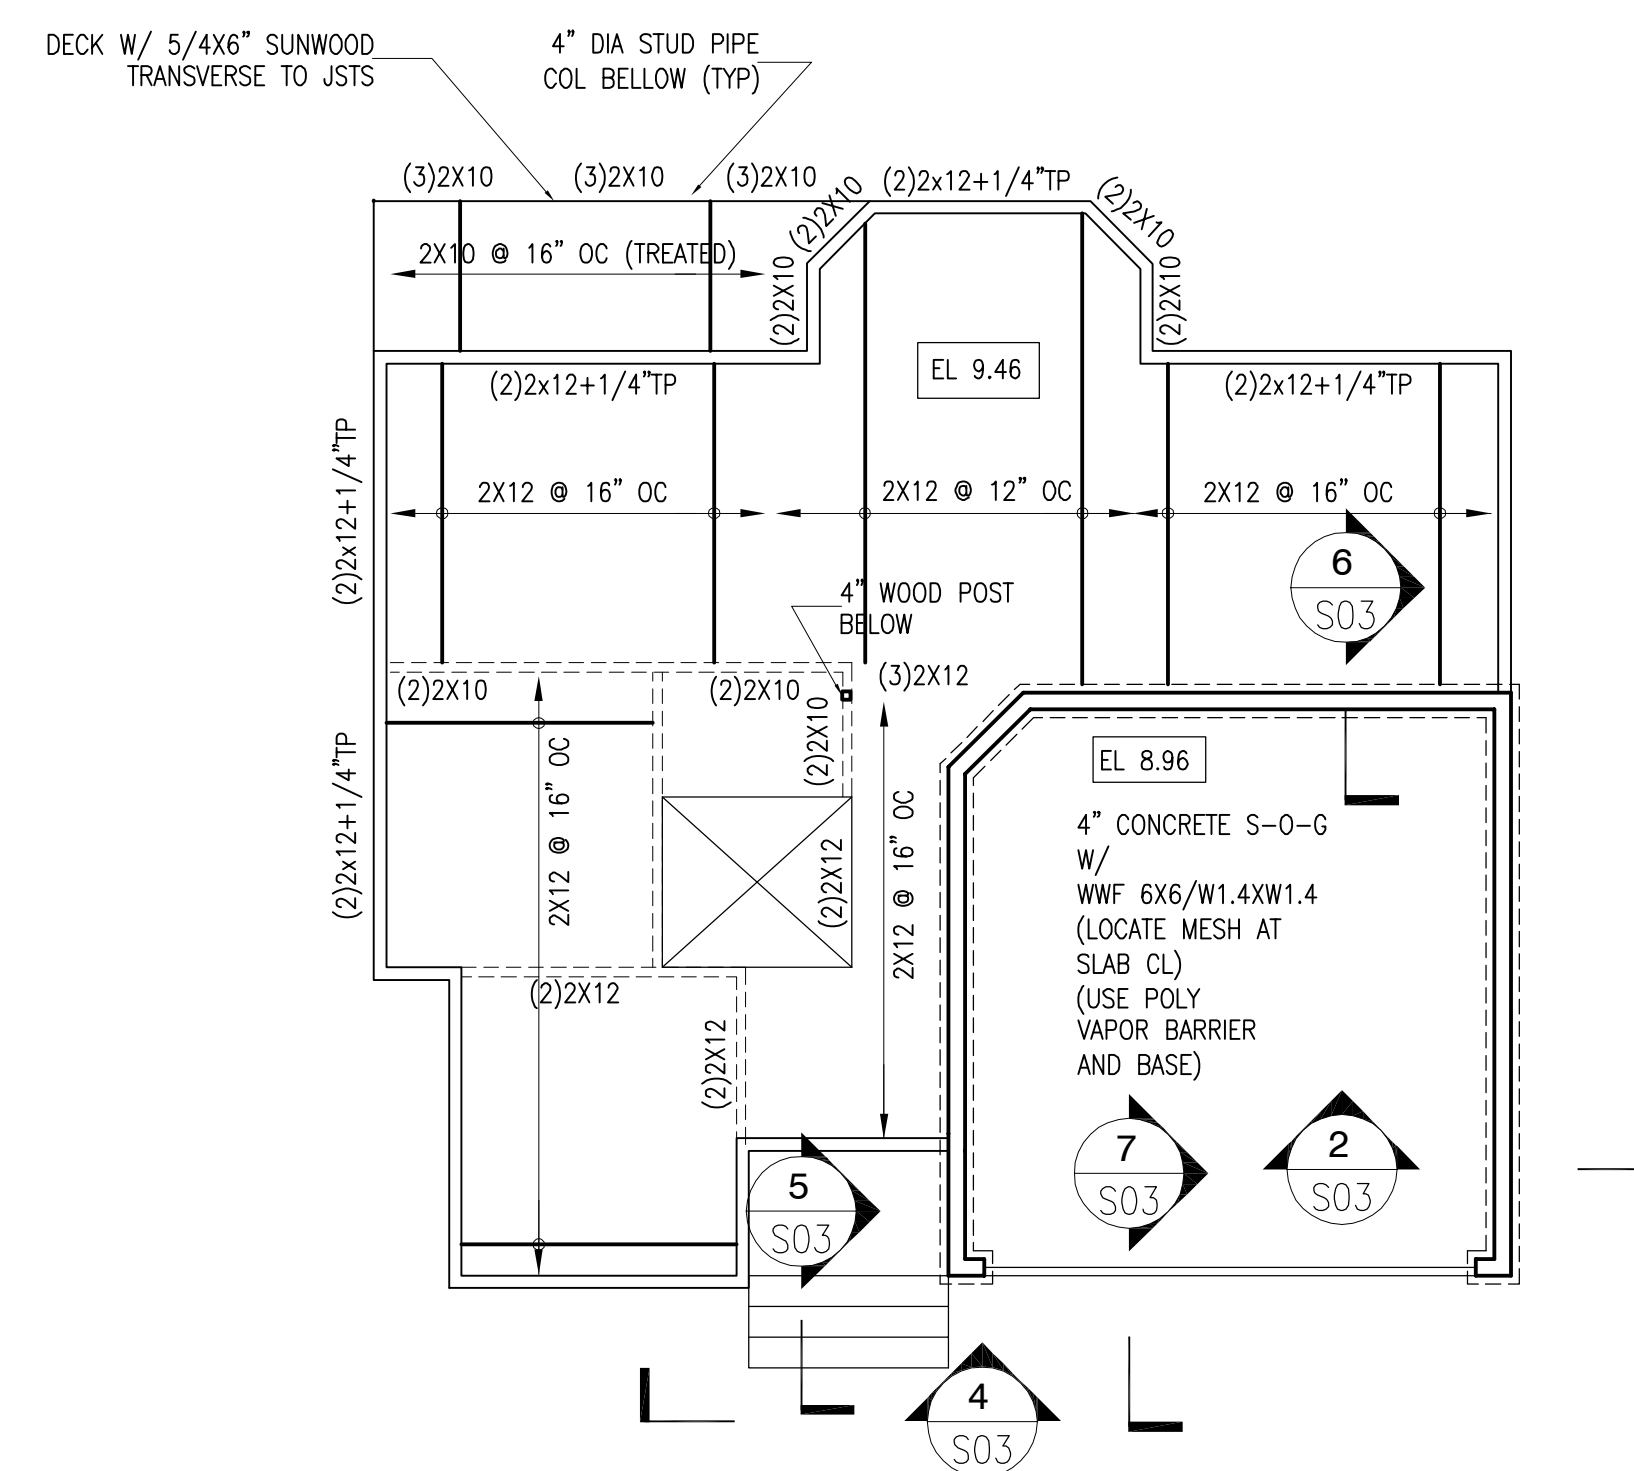 DECK W/ 5/4X6” SUNWOOD
TRANSVERSE TO JSTS
4” DIA STUD PIPE
COL BELLOW (TYP)
(3)2X10
(3)2X10
(3)2X10
(2)2X10
(2)2x12+1/4”TP
(2)2X10
2X10 @ 16” OC (TREATED)
(2)2X10
(2)2X10
EL 9.46
(2)2x12+1/4”TP
(2)2x12+1/4”TP
(2)2x12+1/4”TP
2X12 @ 16” OC
2X12 @ 12” OC
2X12 @ 16” OC
6
S03
4” WOOD POST
BELOW
(2)2X10
(2)2X10
(3)2X12
(2)2X10
(2)2x12+1/4”TP
2X12 @ 16” OC
(2)2X12
2X12 @ 16” OC
EL 8.96
4” CONCRETE S-O-G
W/
WWF 6X6/W1.4XW1.4
(LOCATE MESH AT
SLAB CL)
(USE POLY
VAPOR BARRIER
AND BASE)
(2)2X12
(2)2X12
5
S03
7
S03
2
S03
4
S03